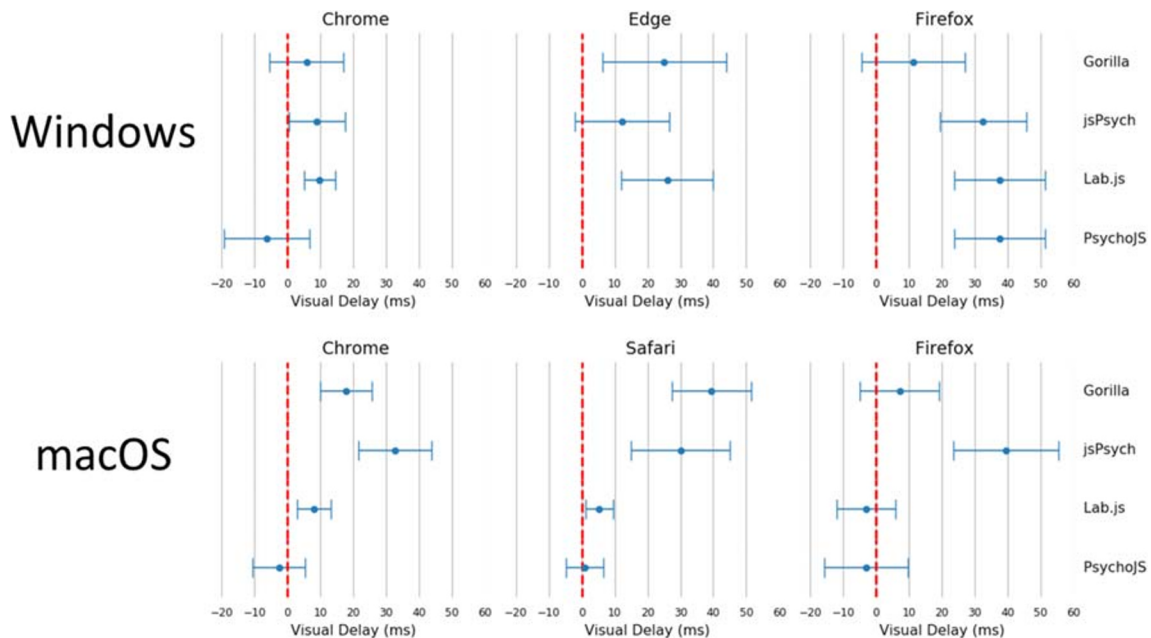 Chrome Edge Firefox
Windows
Gorilla
jsPsych
Lab.js
PsychoJS
−20 −10 0 10 20 30 40 50 60 −20 −10 0 10 20 30 40 50 60 −20 −10 0 10 20 30 40 50 60
Visual Delay (ms) Visual Delay (ms) Visual Delay (ms)
Chrome Safari Firefox
macOS
Gorilla
jsPsych
Lab.js
PsychoJS
−20 −10 0 10 20 30 40 50 60 −20 −10 0 10 20 30 40 50 60 −20 −10 0 10 20 30 40 50 60
Visual Delay (ms) Visual Delay (ms) Visual Delay (ms)